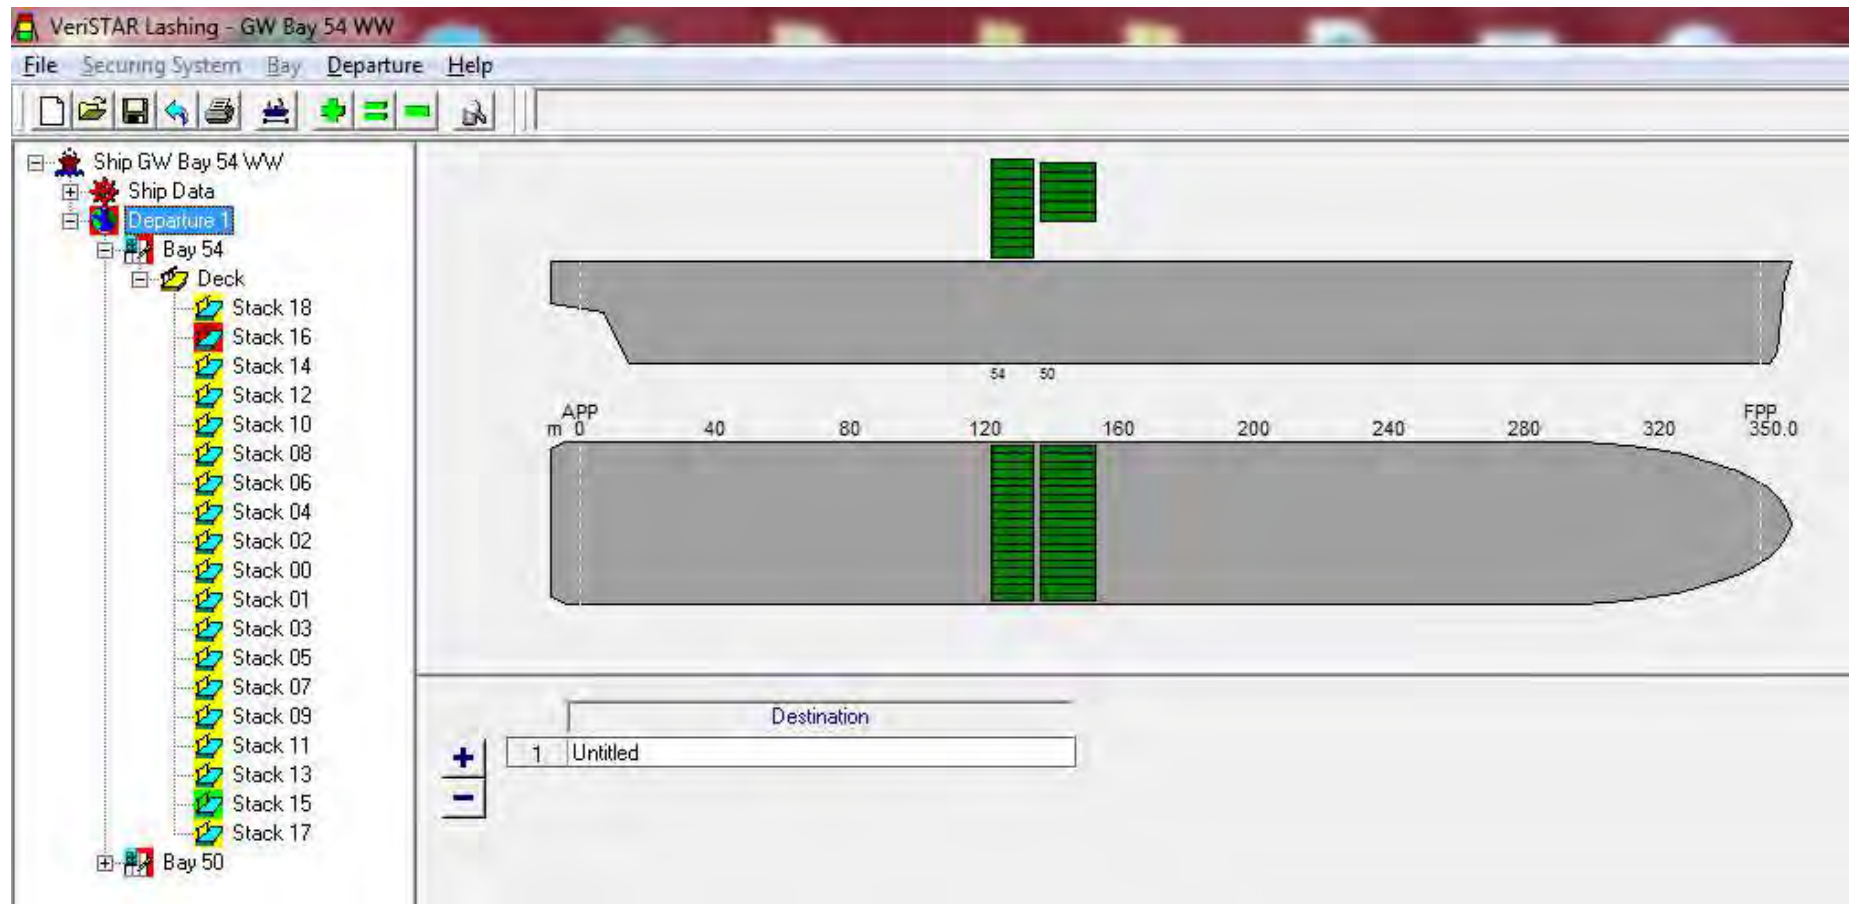 VeriSTAR Lashing - GW Bay 54 WW
File Securing System Bay Departure Help
Ship GW Bay 54 WW
Ship Data
Departure 1
Bay 54
Deck
Stack 18
Stack 16
Stack 14
Stack 12
Stack 10
Stack 08
Stack 06
Stack 04
Stack 02
Stack 00
Stack 01
Stack 03
Stack 05
Stack 07
Stack 09
Stack 11
Stack 13
Stack 15
Stack 17
Bay 50
54 50
APP FPP
m 0 40 80 120 160 200 240 280 320 350.0
Destination
1 Untitled